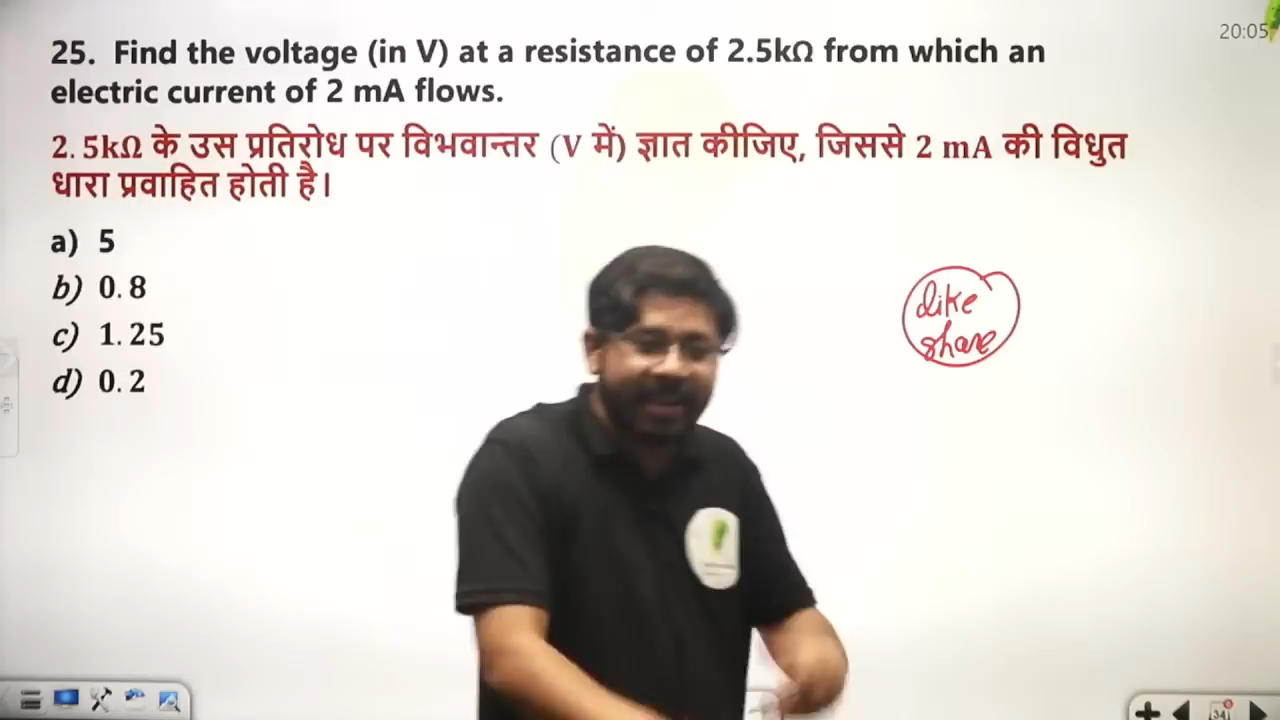 20:05
25. Find the voltage (in V) at a resistance of 2.5kΩ from which an
electric current of 2 mA flows.
2.5kΩ के उस प्रतिरोध पर विभवान्तर (V में) ज्ञात कीजिए, जिससे 2 mA की विधुत
धारा प्रवाहित होती है।
a) 5
b) 0.8
c) 1.25
d) 0.2
like
share